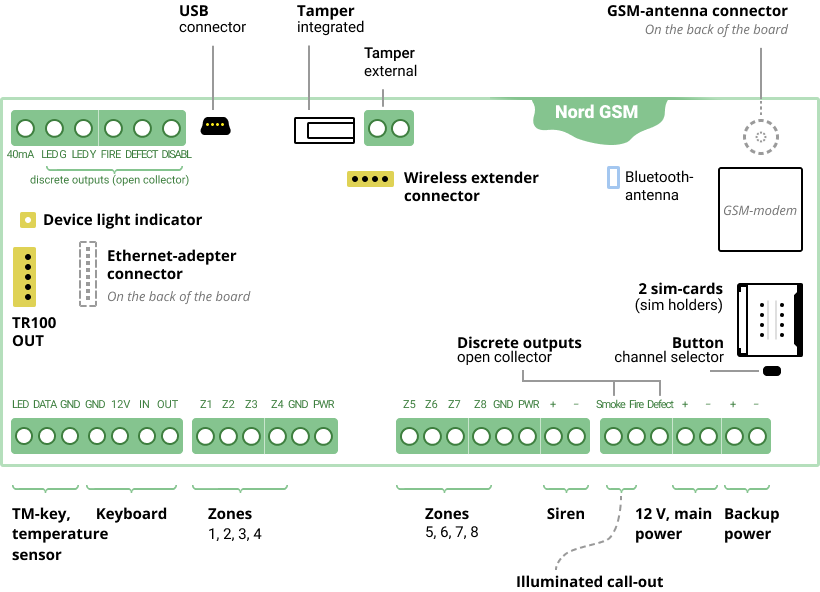 USB
connector
Tamper
integrated
Tamper
external
GSM-antenna connector
On the back of the board
Nord GSM
40mA LED G LED Y FIRE DEFECT DISABL
discrete outputs (open collector)
Wireless extender
connector
Bluetooth-
antenna
GSM-modem
Device light indicator
Ethernet-adepter
connector
On the back of the board
TR100
OUT
2 sim-cards
(sim holders)
Discrete outputs
open collector
Button
channel selector
LED DATA GND GND 12V IN OUT Z1 Z2 Z3 Z4 GND PWR Z5 Z6 Z7 Z8 GND PWR + − Smoke Fire Defect + − + −
TM-key,
temperature
sensor
Keyboard
Zones
1, 2, 3, 4
Zones
5, 6, 7, 8
Siren
12 V, main
power
Backup
power
Illuminated call-out